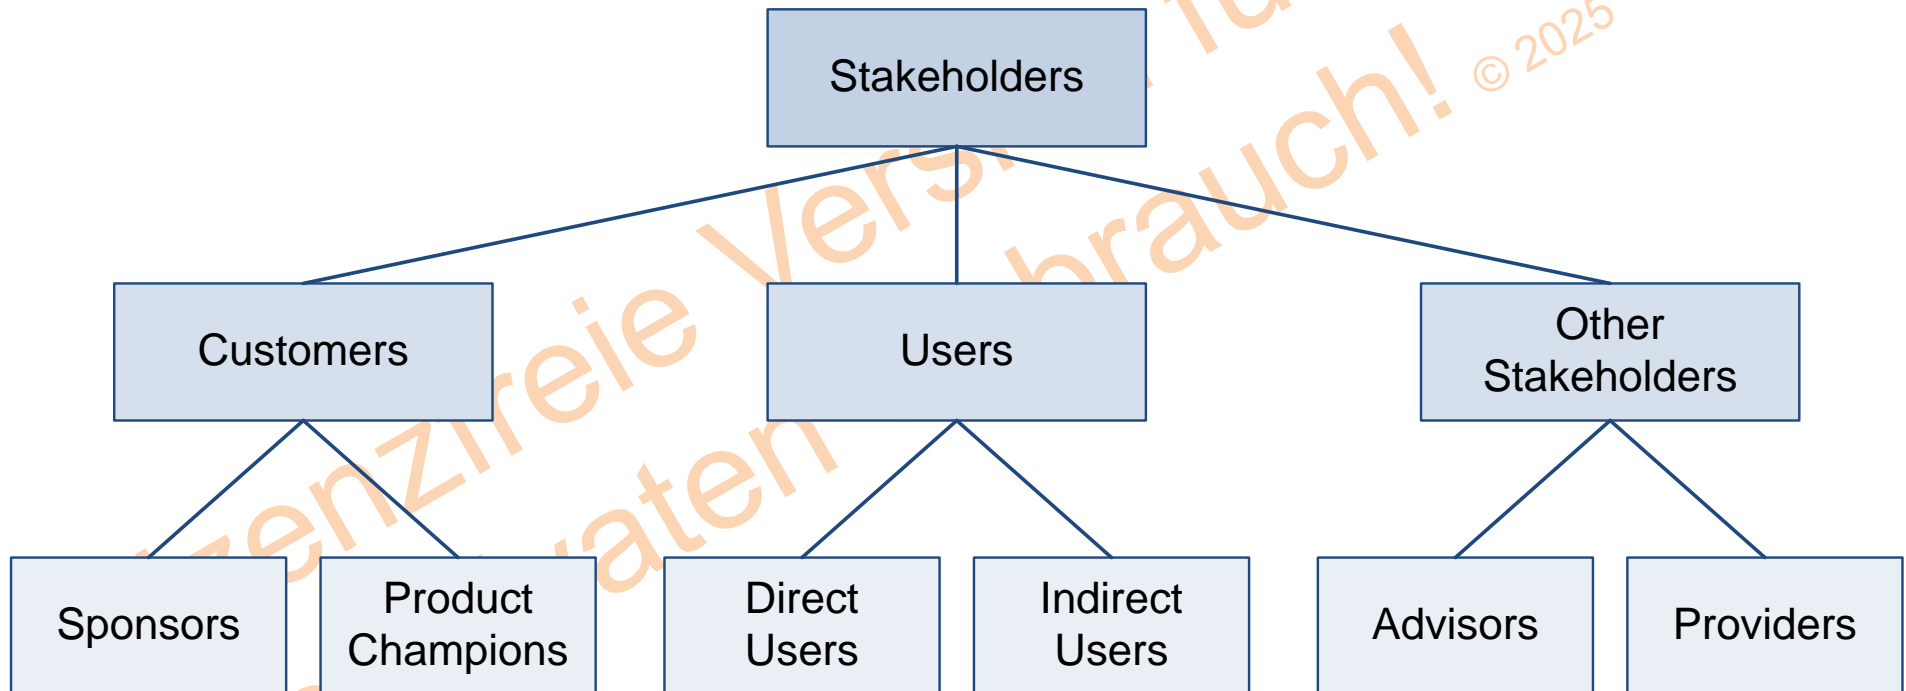 Stakeholders
© 2025
Customers
Users
Other
Stakeholders
Sponsors
Product
Champions
Direct
Users
Indirect
Users
Advisors
Providers